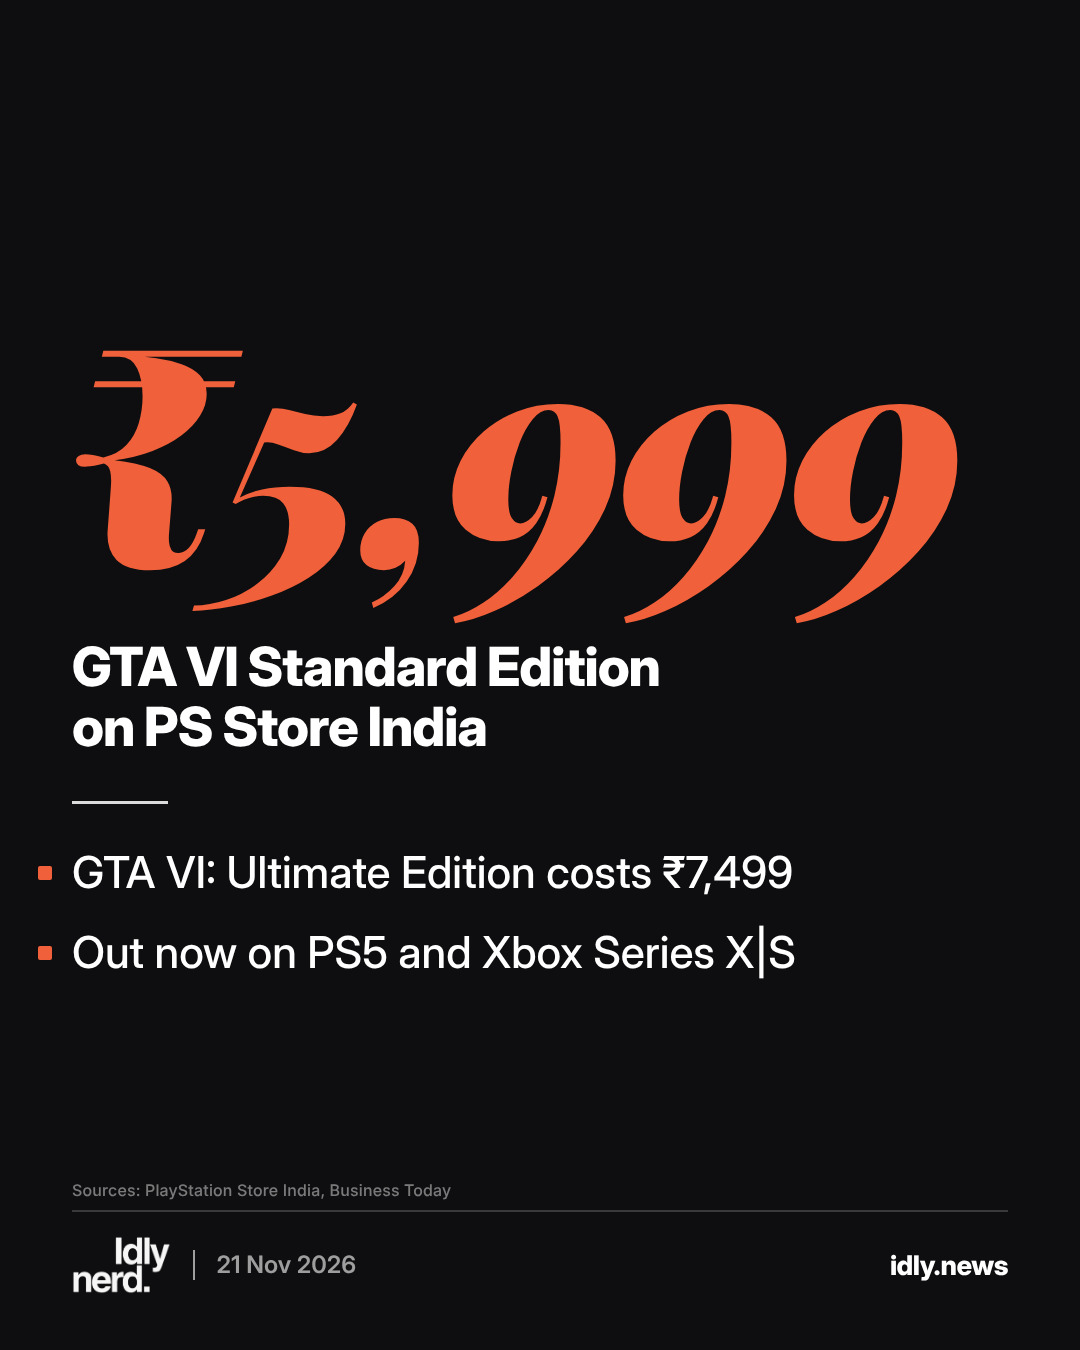 ₹5,999
GTA VI Standard Edition
on PS Store India
GTA VI: Ultimate Edition costs ₹7,499
Out now on PS5 and Xbox Series X|S
Sources: PlayStation Store India, Business Today
Idly
nerd.
21 Nov 2026
idly.news